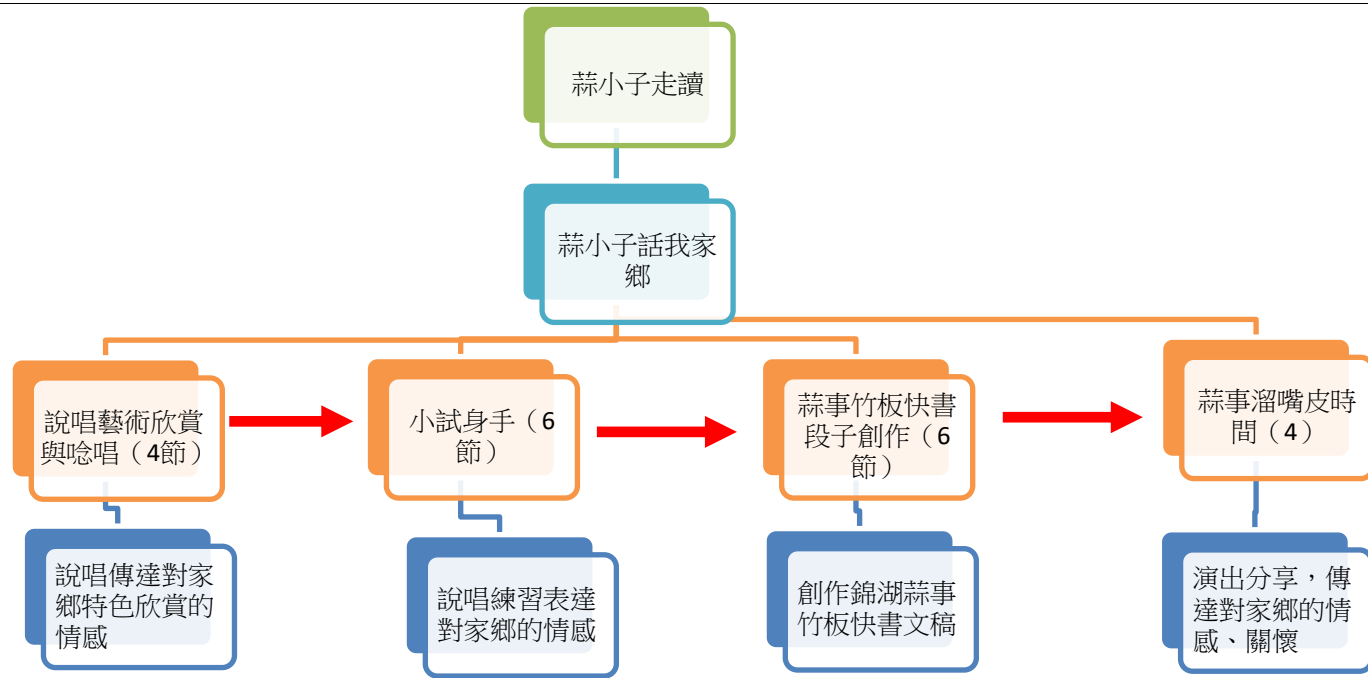 蒜小子走讀
蒜小子話我家
鄉
說唱藝術欣賞
與唸唱（4節）
小試身手（6
節）
蒜事竹板快書
段子創作（6
節）
蒜事溜嘴皮時
間（4）
說唱傳達對家
鄉特色欣賞的
情感
說唱練習表達
對家鄉的情感
創作錦湖蒜事
竹板快書文稿
演出分享，傳
達對家鄉的情
感、關懷